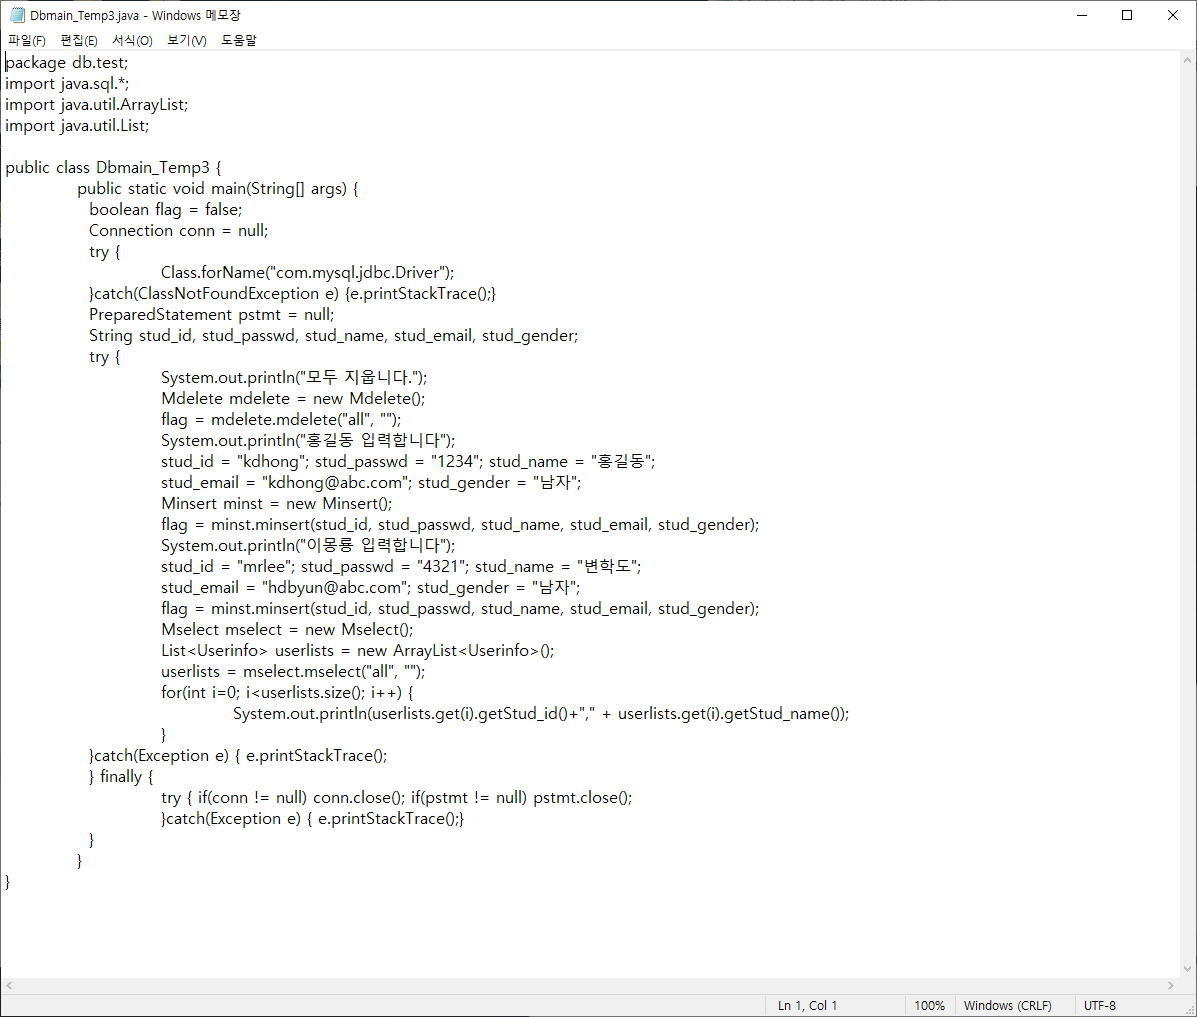 Dbmain_Temp3.java - Windows 메모장
파일(F) 편집(E) 서식(O) 보기(V) 도움말
package db.test;
import java.sql.*;
import java.util.ArrayList;
import java.util.List;
public class Dbmain_Temp3 {
public static void main(String[] args) {
boolean flag = false;
Connection conn = null;
try {
Class.forName("com.mysql.jdbc.Driver");
}catch(ClassNotFoundException e) {e.printStackTrace();}
PreparedStatement pstmt = null;
String stud_id, stud_passwd, stud_name, stud_email, stud_gender;
try {
System.out.println("모두 지웁니다.");
Mdelete mdelete = new Mdelete();
flag = mdelete.mdelete("all", "");
System.out.println("홍길동 입력합니다");
stud_id = "kdhong"; stud_passwd = "1234"; stud_name = "홍길동";
stud_email = "kdhong@abc.com"; stud_gender = "남자";
Minsert minst = new Minsert();
flag = minst.minsert(stud_id, stud_passwd, stud_name, stud_email, stud_gender);
System.out.println("이몽룡 입력합니다");
stud_id = "mrlee"; stud_passwd = "4321"; stud_name = "변학도";
stud_email = "hdbyun@abc.com"; stud_gender = "남자";
flag = minst.minsert(stud_id, stud_passwd, stud_name, stud_email, stud_gender);
Mselect mselect = new Mselect();
List<Userinfo> userlists = new ArrayList<Userinfo>();
userlists = mselect.mselect("all", "");
for(int i=0; i<userlists.size(); i++) {
System.out.println(userlists.get(i).getStud_id()+"," + userlists.get(i).getStud_name());
}
}catch(Exception e) { e.printStackTrace();
} finally {
try { if(conn != null) conn.close(); if(pstmt != null) pstmt.close();
}catch(Exception e) { e.printStackTrace();}
}
}
}
Ln 1, Col 1 100% Windows (CRLF) UTF-8